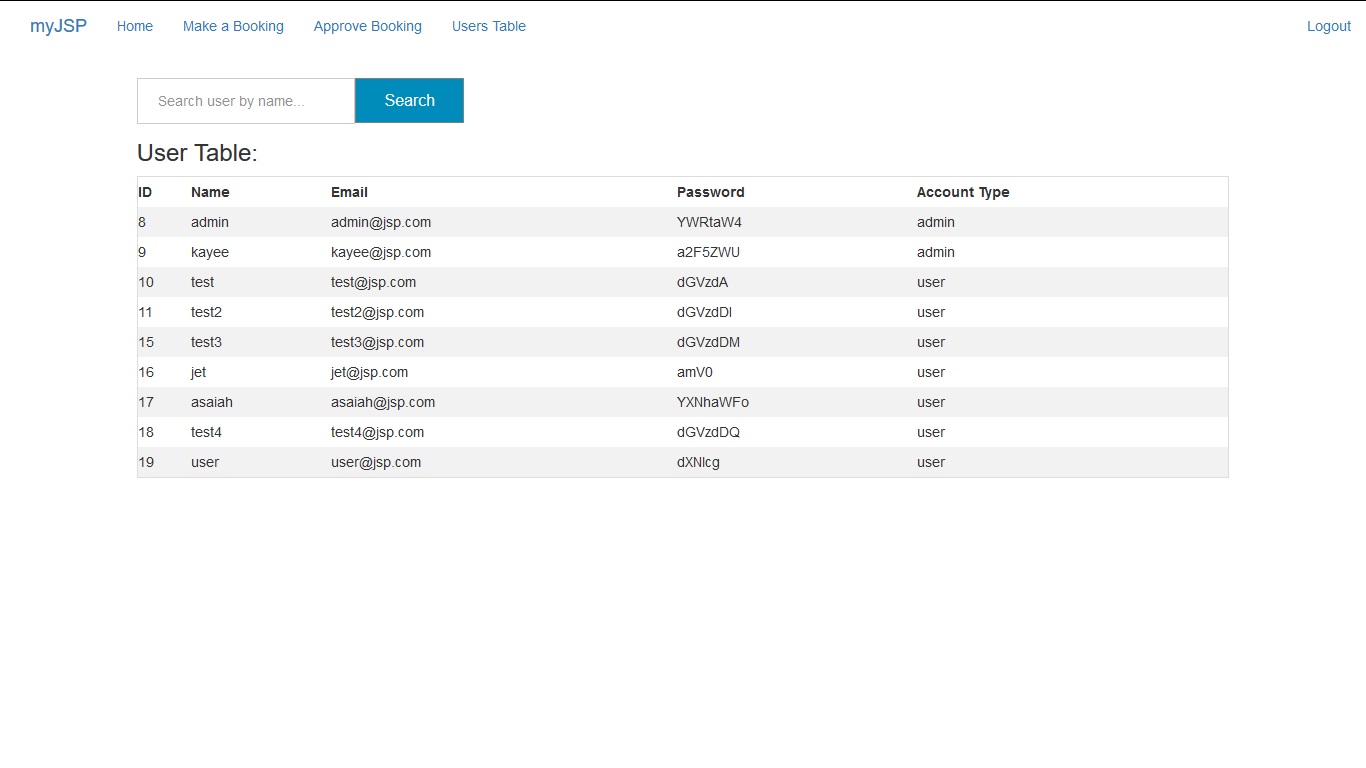 myJSP Home Make a Booking Approve Booking Users Table Logout
Search user by name... Search
User Table:
ID Name Email Password Account Type
8 admin admin@jsp.com YWRtaW4 admin
9 kayee kayee@jsp.com a2F5ZWU admin
10 test test@jsp.com dGVzdA user
11 test2 test2@jsp.com dGVzdDI user
15 test3 test3@jsp.com dGVzdDM user
16 jet jet@jsp.com amV0 user
17 asaiah asaiah@jsp.com YXNhaWFo user
18 test4 test4@jsp.com dGVzdDQ user
19 user user@jsp.com dXNlcg user